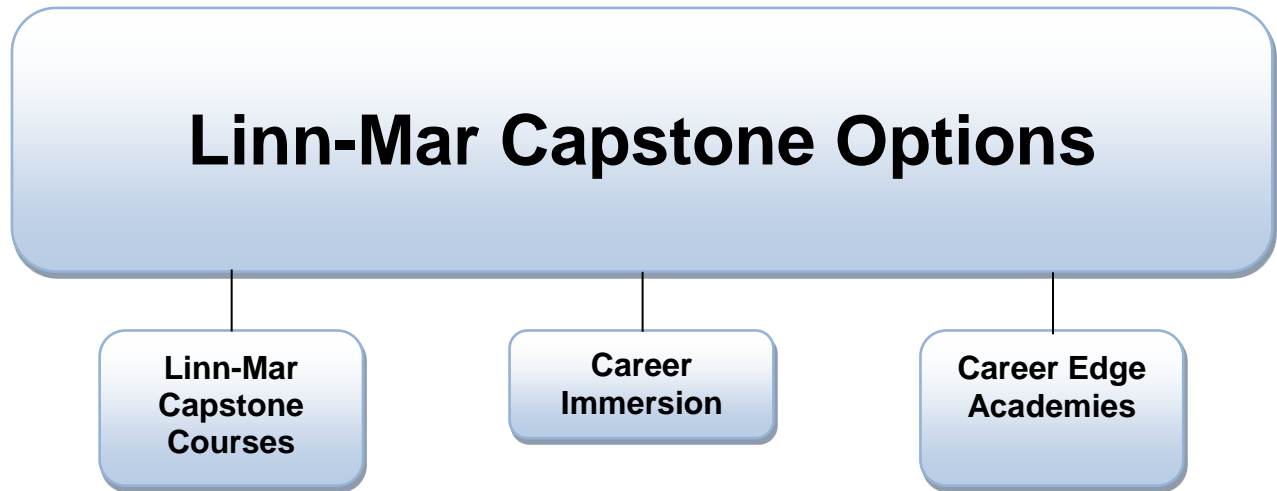 Linn-Mar Capstone Options
Linn-Mar
Capstone
Courses
Career
Immersion
Career Edge
Academies